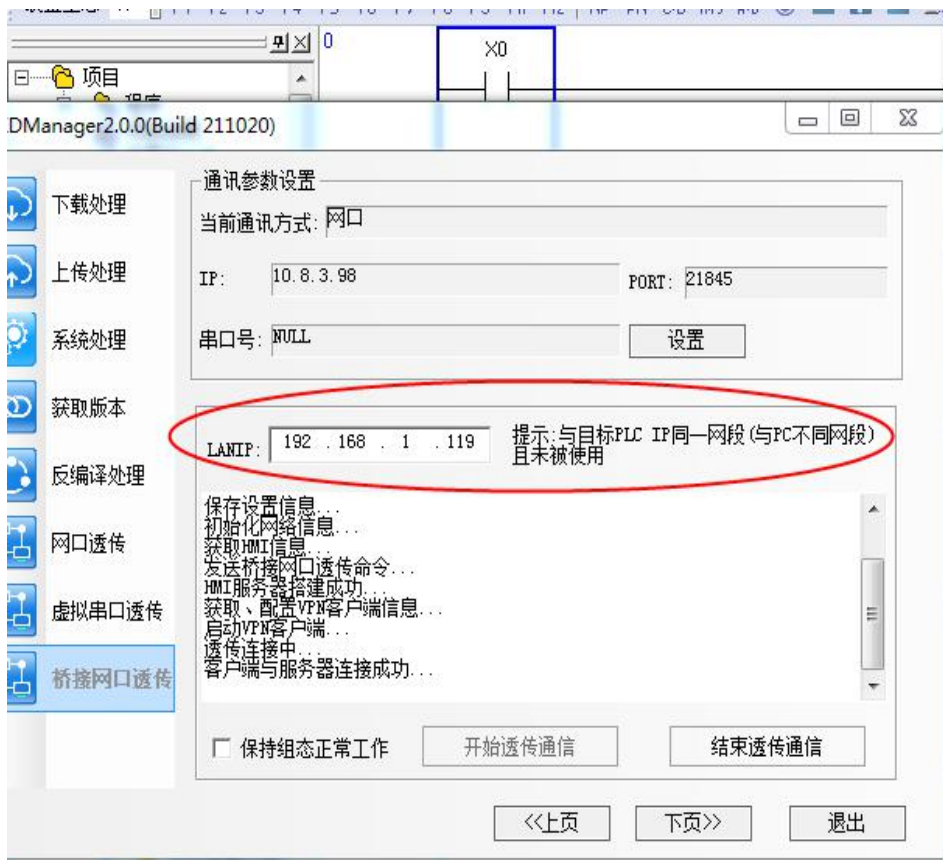 0
X0
项目
程序
DManager2.0.0(Build 211020)
下载处理
上传处理
系统处理
获取版本
反编译处理
网口透传
虚拟串口透传
桥接网口透传
通讯参数设置
当前通讯方式: 网口
IP: 10.8.3.98 PORT: 21845
串口号: NULL 设置
LANIP: 192 .168 . 1 .119 提示:与目标PLC IP同一网段(与PC不同网段)
且未被使用
保存设置信息...
初始化网络信息...
获取HMI信息...
发送桥接网口透传命令...
HMI服务器搭建成功...
获取、配置VPN客户端信息...
启动VPN客户端...
透传连接中...
客户端与服务器连接成功...
保持组态正常工作 开始透传通信 结束透传通信
<<上页 下页>> 退出